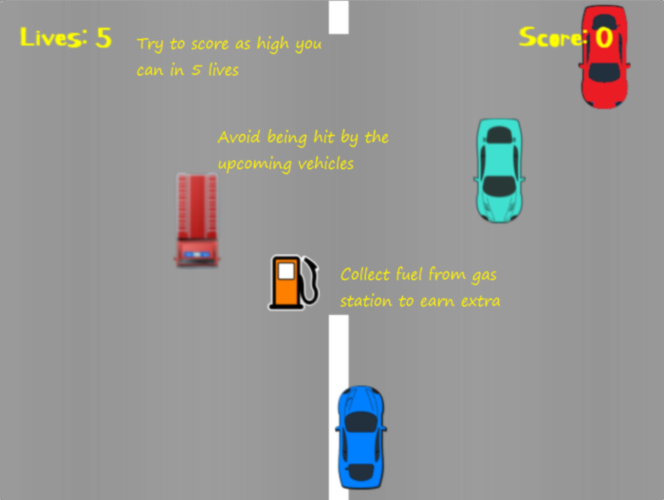 Lives: 5
Score: 0
Try to score as high you
can in 5 lives
Avoid being hit by the
upcoming vehicles
Collect fuel from gas
station to earn extra